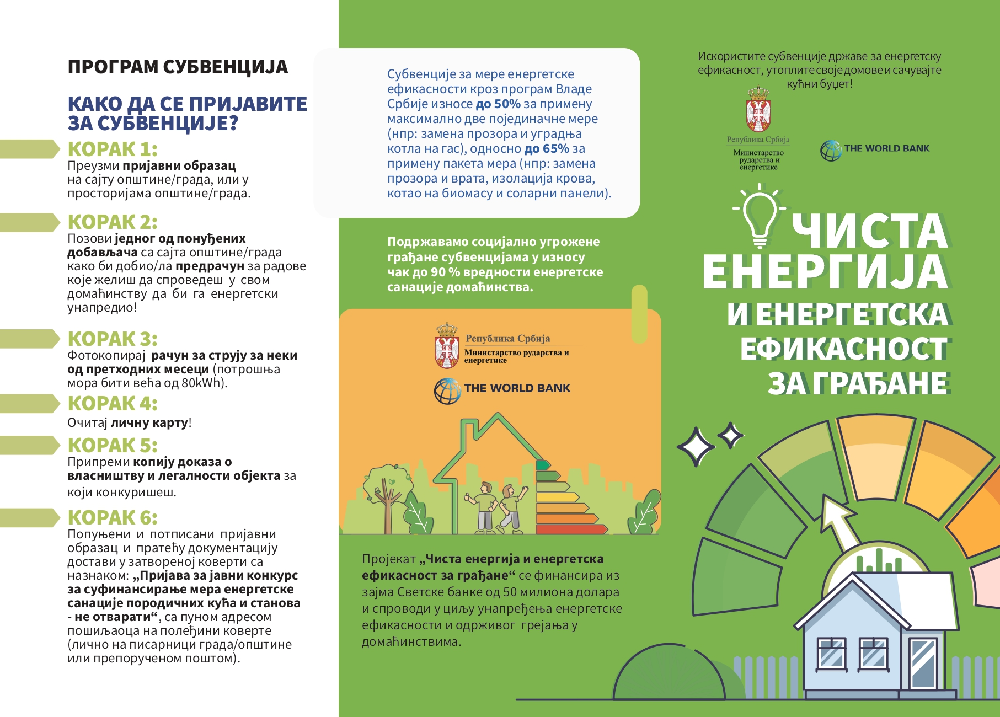 ПРОГРАМ СУБВЕНЦИЈА
КАКО ДА СЕ ПРИЈАВИТЕ
ЗА СУБВЕНЦИЈЕ?
КОРАК 1:
Преузми пријавни образац
на сајту општине/града, или у
просторијама општине/града.
КОРАК 2:
Позови једног од понуђених
добављача са сајта општине/града
како би добио/ла предрачун за радове
које желиш да спроведеш у свом
домаћинству да би га енергетски
унапредио!
КОРАК 3:
Фотокопирај рачун за струју за неки
од претходних месеци (потрошња
мора бити већа од 80kWh).
КОРАК 4:
Очитај личну карту!
КОРАК 5:
Припреми копију доказа о
власништву и легалности објекта за
који конкуришеш.
КОРАК 6:
Попуњени и потписани пријавни
образац и пратећу документацију
достави у затвореној коверти са
назнаком: „Пријава за јавни конкурс
за суфинансирање мера енергетске
санације породичних кућа и станова
- не отварати“, са пуном адресом
пошиљаоца на полеђини коверте
(лично на писарници града/општине
или препорученом поштом).
Субвенције за мере енергетске
ефикасности кроз програм Владе
Србије износе до 50% за примену
максимално две појединачне мере
(нпр: замена прозора и уградња
котла на гас), односно до 65% за
примену пакета мера (нпр: замена
прозора и врата, изолација крова,
котао на биомасу и соларни панели).
Подржавамо социјално угрожене
грађане субвенцијама у износу
чак до 90 % вредности енергетске
санације домаћинства.
Република Србија
Министарство рударства и
енергетике
THE WORLD BANK
Пројекат „Чиста енергија и енергетска
ефикасност за грађане“ се финансира из
зајма Светске банке од 50 милиона долара
и спроводи у циљу унапређења енергетске
ефикасности и одрживог грејања у
домаћинствима.
Искористите субвенције државе за енергетску
ефикасност, утоплите своје домове и сачувајте
кућни буџет!
Република Србија
Министарство
рударства и
енергетике
THE WORLD BANK
ЧИСТА
ЕНЕРГИЈА
И ЕНЕРГЕТСКА
ЕФИКАСНОСТ
ЗА ГРАЂАНЕ